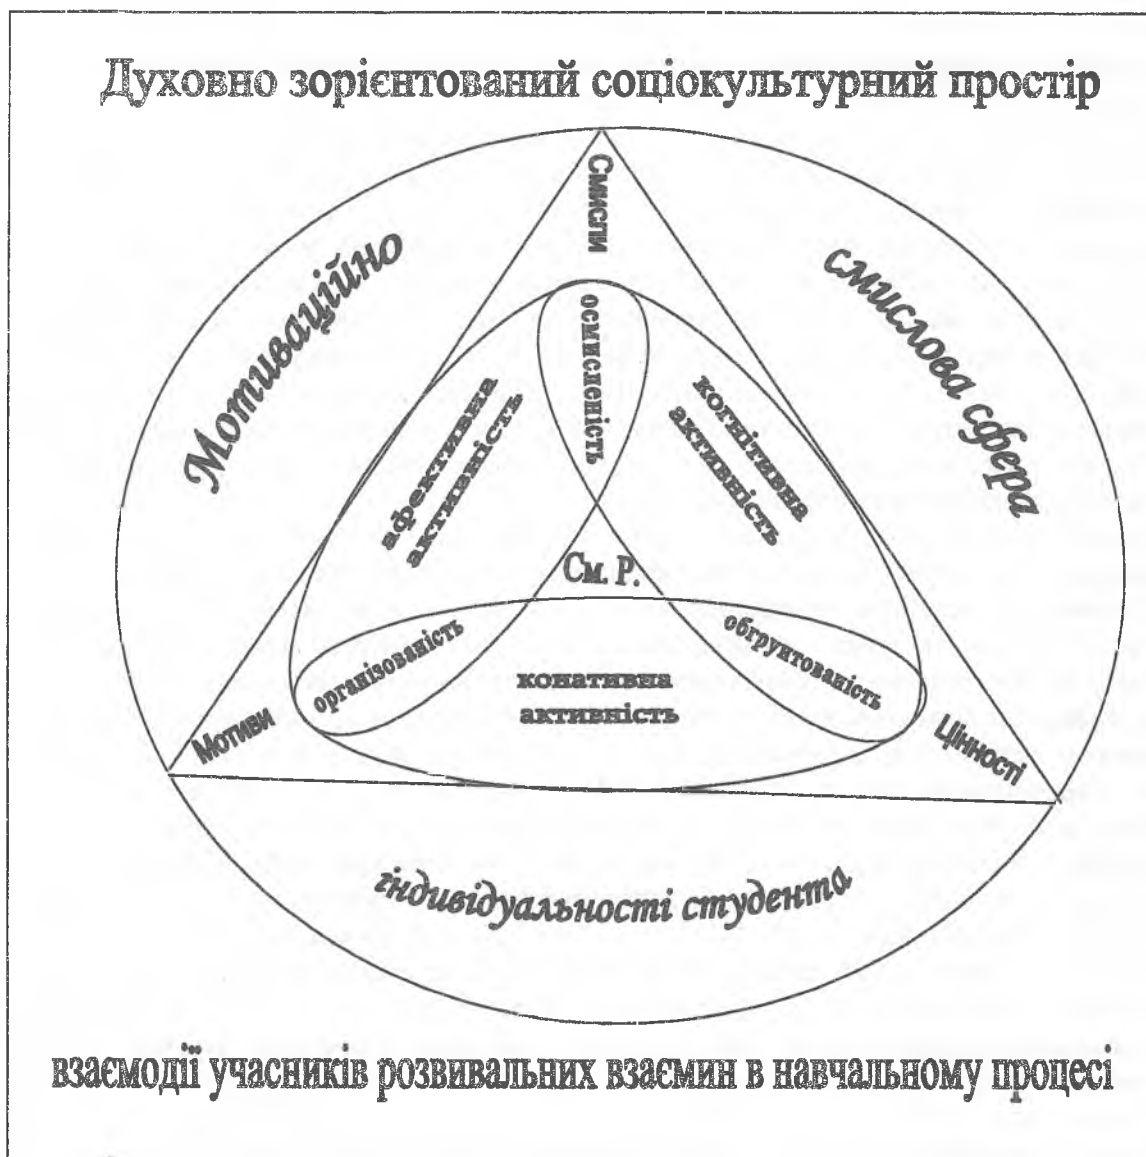 Духовно зорієнтований соціокультурний простір
Смисли
Мотиваційно
смислова сфера
осмисленість
афективна
активність
когнітивна
активність
См. Р.
організованість
обгрунтованість
конативна
активність
Мотиви
Цінності
індивідуальності студента
взаємодії учасників розвивальних взаємин в навчальному процесі